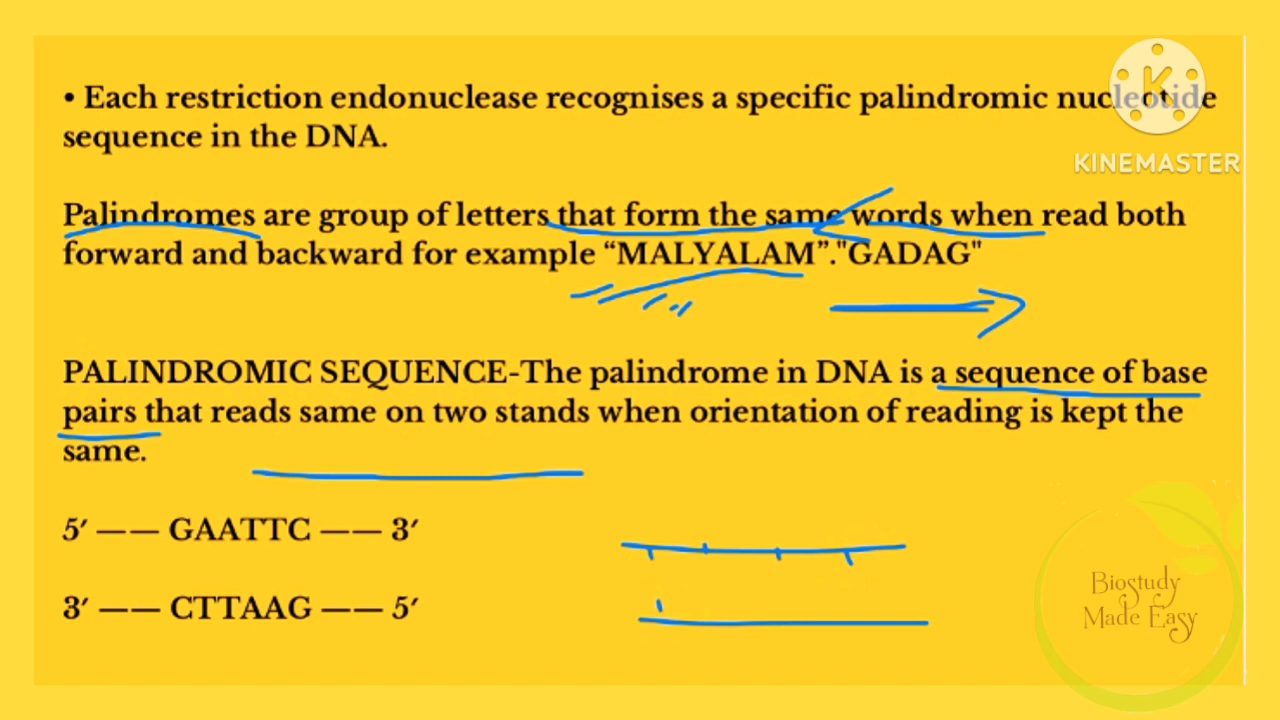 • Each restriction endonuclease recognises a specific palindromic nucleotide
sequence in the DNA.
KINEMASTER
Palindromes are group of letters that form the same words when read both
forward and backward for example “MALYALAM”."GADAG"
PALINDROMIC SEQUENCE-The palindrome in DNA is a sequence of base
pairs that reads same on two stands when orientation of reading is kept the
same.
5′ —— GAATTC —— 3′
3′ —— CTTAAG —— 5′
Biostudy
Made Easy